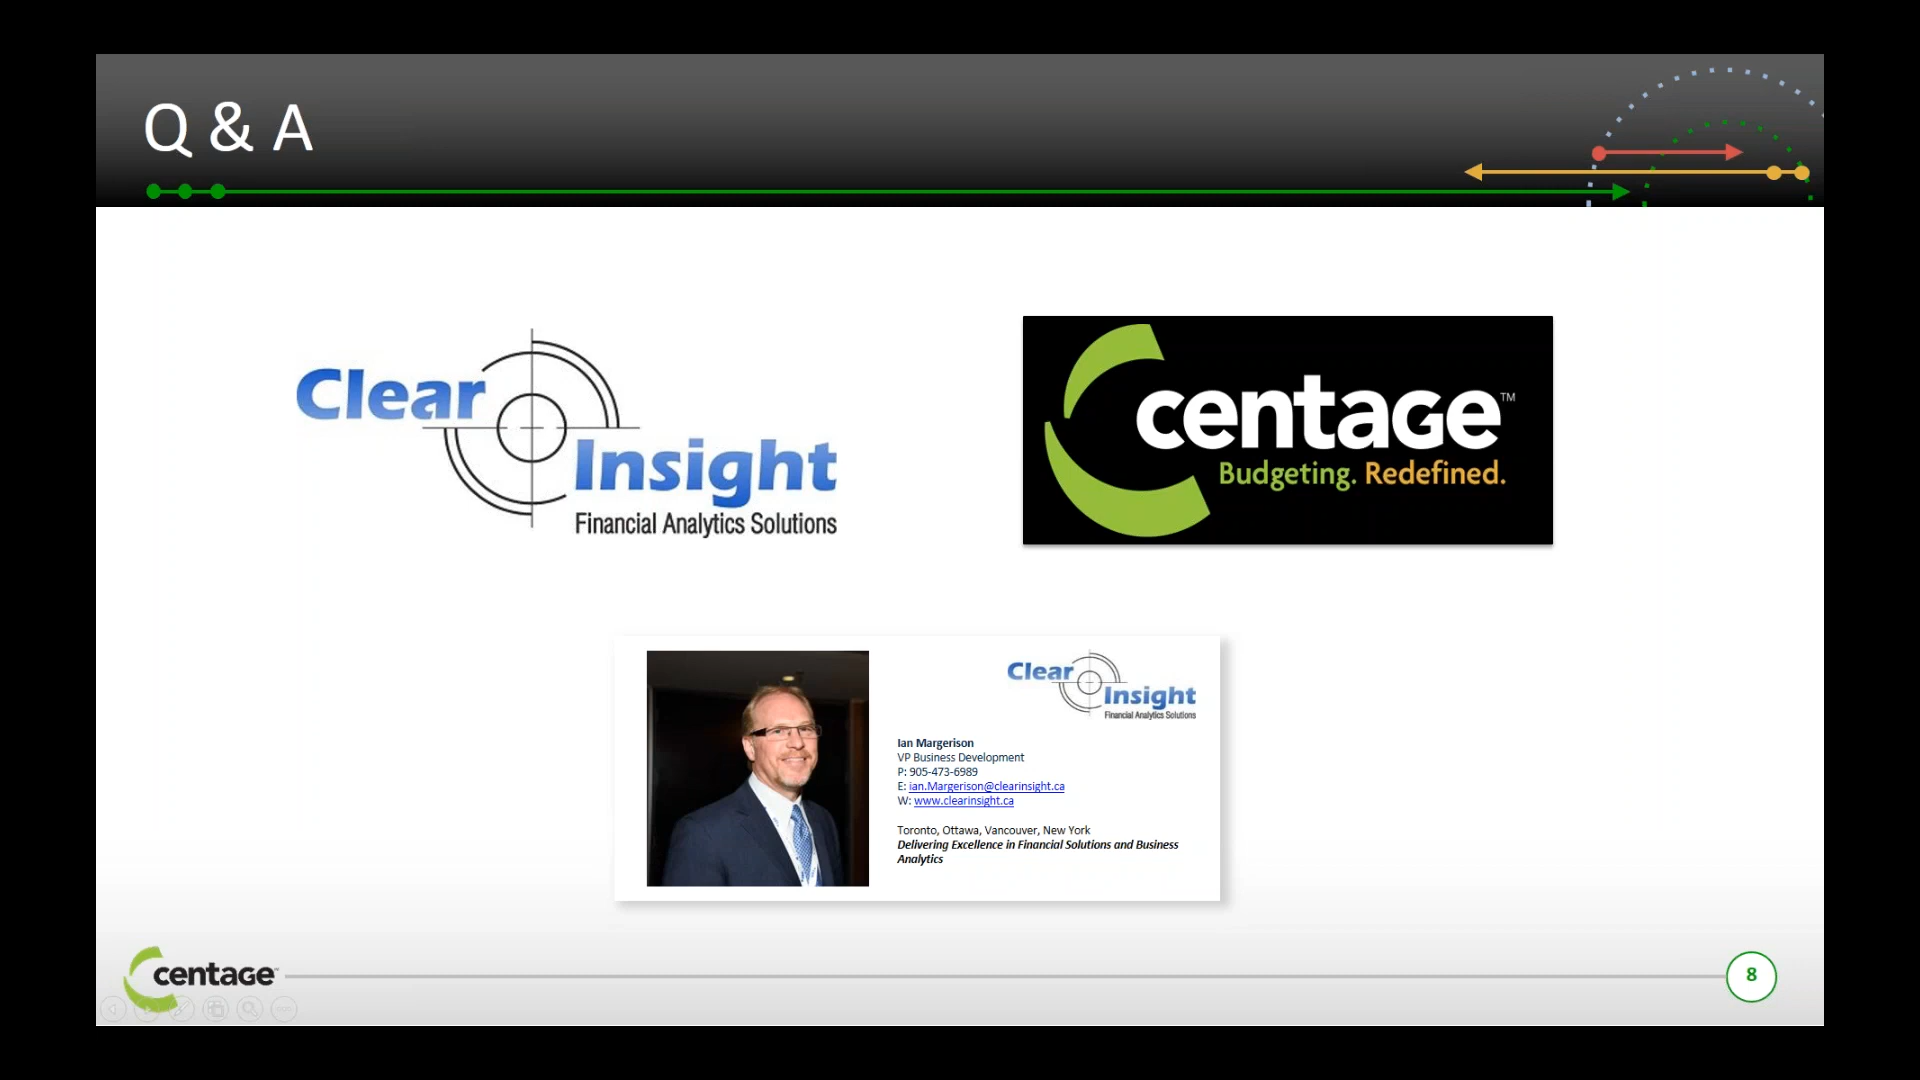 Q & A
Clear
Insight
Financial Analytics Solutions
centage™
Budgeting. Redefined.
Clear
Insight
Financial Analytics Solutions
Ian Margerison
VP Business Development
P: 905-473-6989
E: ian.Margerison@clearinsight.ca
W: www.clearinsight.ca
Toronto, Ottawa, Vancouver, New York
Delivering Excellence in Financial Solutions and Business
Analytics
centage
8